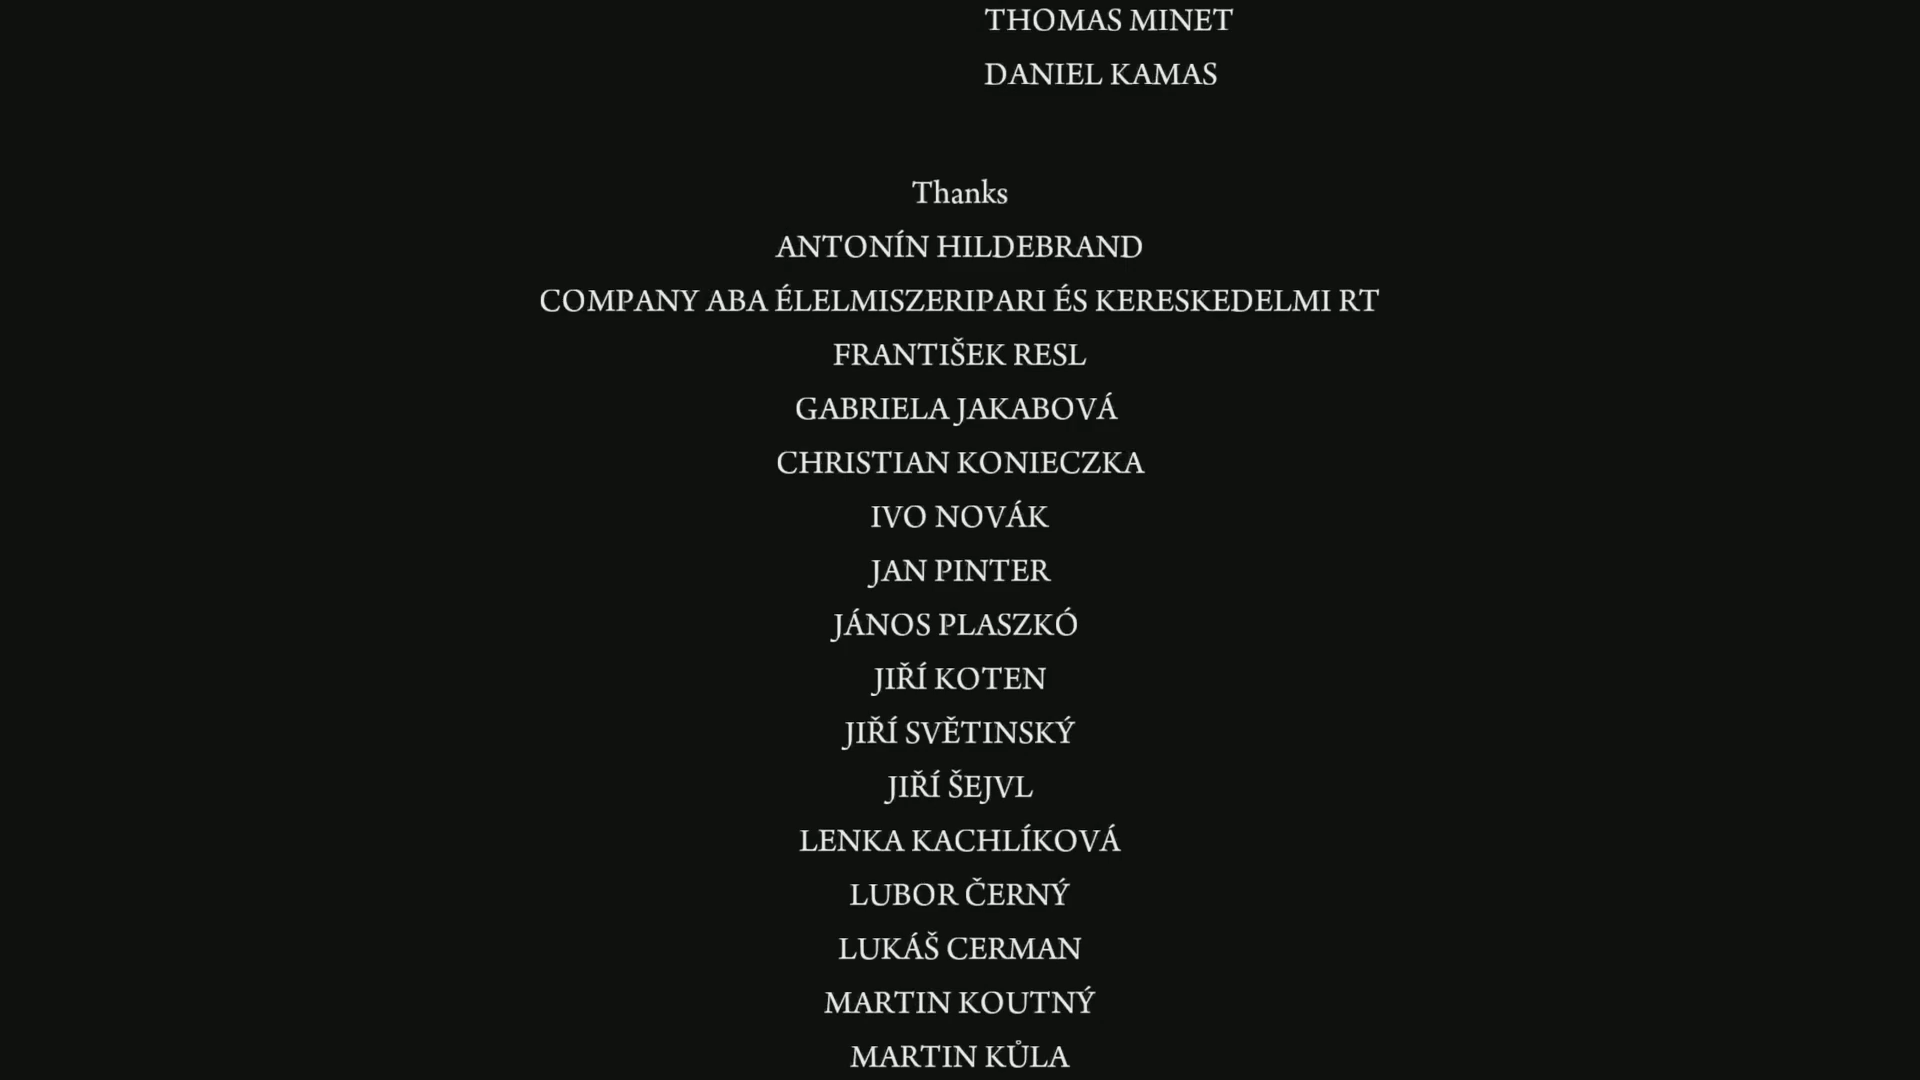 THOMAS MINET
DANIEL KAMAS
Thanks
ANTONÍN HILDEBRAND
COMPANY ABA ÉLELMISZERIPARI ÉS KERESKEDELMI RT
FRANTIŠEK RESL
GABRIELA JAKABOVÁ
CHRISTIAN KONIECZKA
IVO NOVÁK
JAN PINTER
JÁNOS PLASZKÓ
JIŘÍ KOTEN
JIŘÍ SVĚTINSKÝ
JIŘÍ ŠEJVL
LENKA KACHLÍKOVÁ
LUBOR ČERNÝ
LUKÁŠ CERMAN
MARTIN KOUTNÝ
MARTIN KŮLA